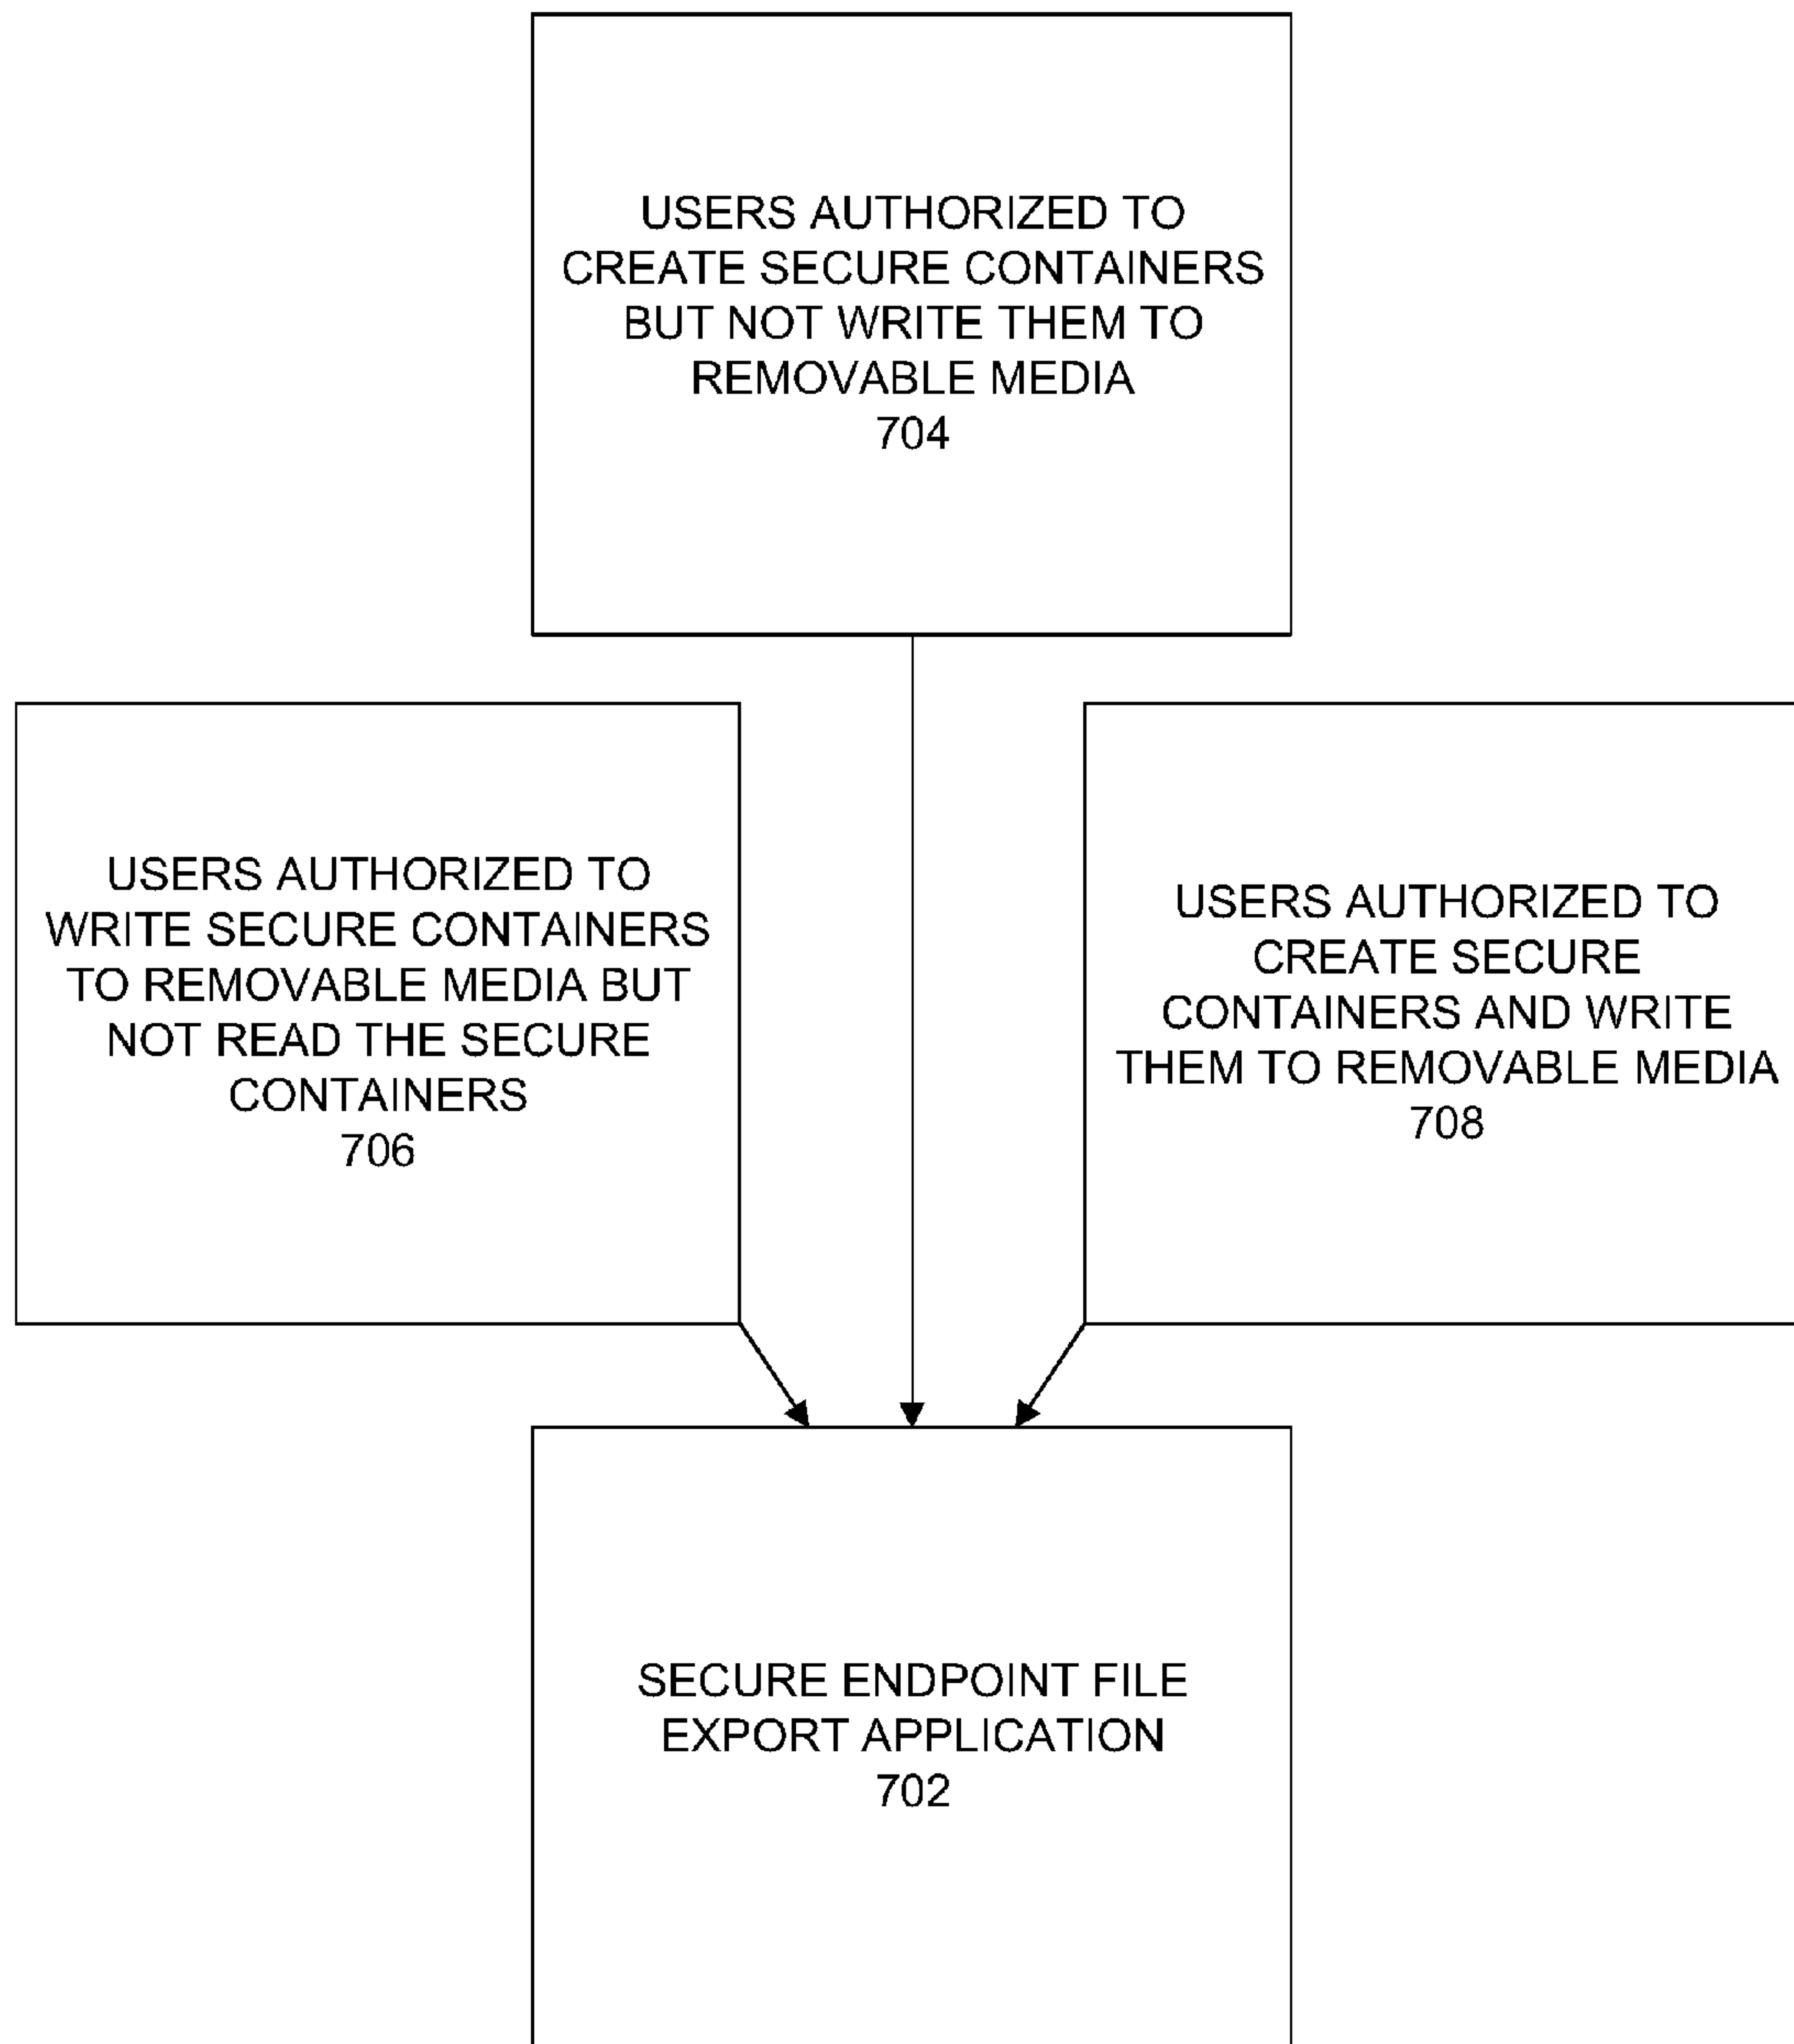 USERS AUTHORIZED TO
CREATE SECURE CONTAINERS
BUT NOT WRITE THEM TO
REMOVABLE MEDIA
704
USERS AUTHORIZED TO
WRITE SECURE CONTAINERS
TO REMOVABLE MEDIA BUT
NOT READ THE SECURE
CONTAINERS
706
USERS AUTHORIZED TO
CREATE SECURE
CONTAINERS AND WRITE
THEM TO REMOVABLE MEDIA
708
SECURE ENDPOINT FILE
EXPORT APPLICATION
702